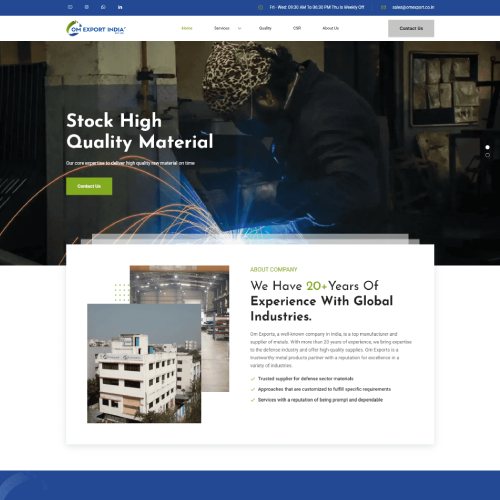 Fri - Wed: 09:30 AM To 06:30 PM Thu is Weekly Off
sales@omexport.co.in
OM EXPORT INDIA
Home
Services
Quality
CSR
About Us
Contact Us
Stock High
Quality Material
Our core expertise to deliver high quality raw material on time
Contact Us
ABOUT COMPANY
We Have 20+Years Of
Experience With Global
Industries.
Om Exports, a well-known company in India, is a top manufacturer and
supplier of metals. With more than 20 years of experience, we bring expertise
to the defense industry and offer high-quality supplies. Om Exports is a
trustworthy metal products partner with a reputation for excellence in a
variety of industries.
Trusted supplier for defense sector materials
Approaches that are customized to fulfill specific requirements
Services with a reputation of being prompt and dependable